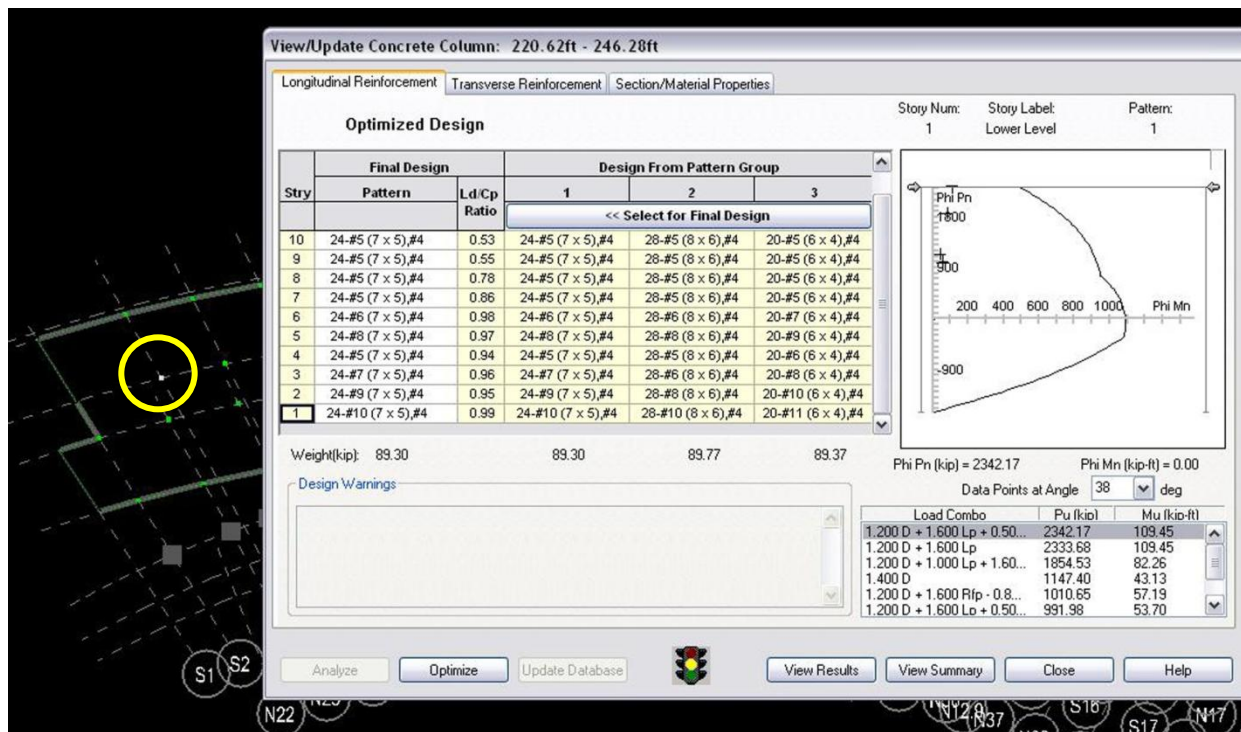 View/Update Concrete Column: 220.62ft - 246.28ft
Longitudinal Reinforcement Transverse Reinforcement Section/Material Properties
Optimized Design
Story Num: Story Label: Pattern:
1 Lower Level 1
Final Design Design From Pattern Group
Stry Pattern Ld/Cp Ratio 1 2 3
<< Select for Final Design
10 24-#5 (7 x 5),#4 0.53 24-#5 (7 x 5),#4 28-#5 (8 x 6),#4 20-#5 (6 x 4),#4
9 24-#5 (7 x 5),#4 0.55 24-#5 (7 x 5),#4 28-#5 (8 x 6),#4 20-#5 (6 x 4),#4
8 24-#5 (7 x 5),#4 0.78 24-#5 (7 x 5),#4 28-#5 (8 x 6),#4 20-#5 (6 x 4),#4
7 24-#5 (7 x 5),#4 0.86 24-#5 (7 x 5),#4 28-#5 (8 x 6),#4 20-#5 (6 x 4),#4
6 24-#6 (7 x 5),#4 0.98 24-#6 (7 x 5),#4 28-#6 (8 x 6),#4 20-#7 (6 x 4),#4
5 24-#8 (7 x 5),#4 0.97 24-#8 (7 x 5),#4 28-#8 (8 x 6),#4 20-#9 (6 x 4),#4
4 24-#5 (7 x 5),#4 0.94 24-#5 (7 x 5),#4 28-#5 (8 x 6),#4 20-#6 (6 x 4),#4
3 24-#7 (7 x 5),#4 0.96 24-#7 (7 x 5),#4 28-#6 (8 x 6),#4 20-#8 (6 x 4),#4
2 24-#9 (7 x 5),#4 0.95 24-#9 (7 x 5),#4 28-#8 (8 x 6),#4 20-#10 (6 x 4),#4
1 24-#10 (7 x 5),#4 0.99 24-#10 (7 x 5),#4 28-#10 (8 x 6),#4 20-#11 (6 x 4),#4
Weight(kip): 89.30 89.30 89.77 89.37
Phi Pn
1800
900
200 400 600 800 1000 Phi Mn
-900
Phi Pn (kip) = 2342.17 Phi Mn (kip-ft) = 0.00
Data Points at Angle 38 deg
Design Warnings
Load Combo Pu (kip) Mu (kip-ft)
1.200 D + 1.600 Lp + 0.50... 2342.17 109.45
1.200 D + 1.600 Lp 2333.68 109.45
1.200 D + 1.000 Lp + 1.60... 1854.53 82.26
1.400 D 1147.40 43.13
1.200 D + 1.600 Rfp - 0.8... 1010.65 57.19
1.200 D + 1.600 Lp + 0.50... 991.98 53.70
Analyze Optimize Update Database View Results View Summary Close Help
S1 S2
N22 N37 S16 S17 N17